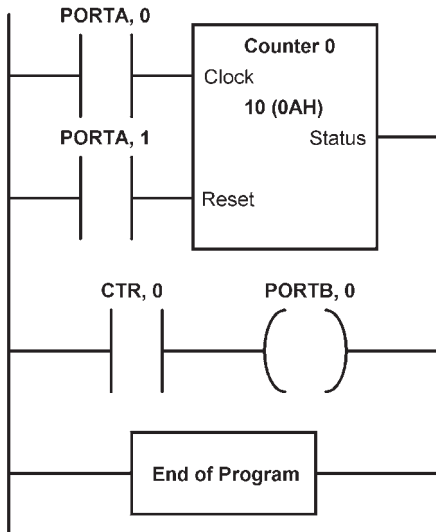 PORTA, 0
Counter 0
Clock
10 (0AH)
PORTA, 1
Status
Reset
CTR, 0
PORTB, 0
End of Program